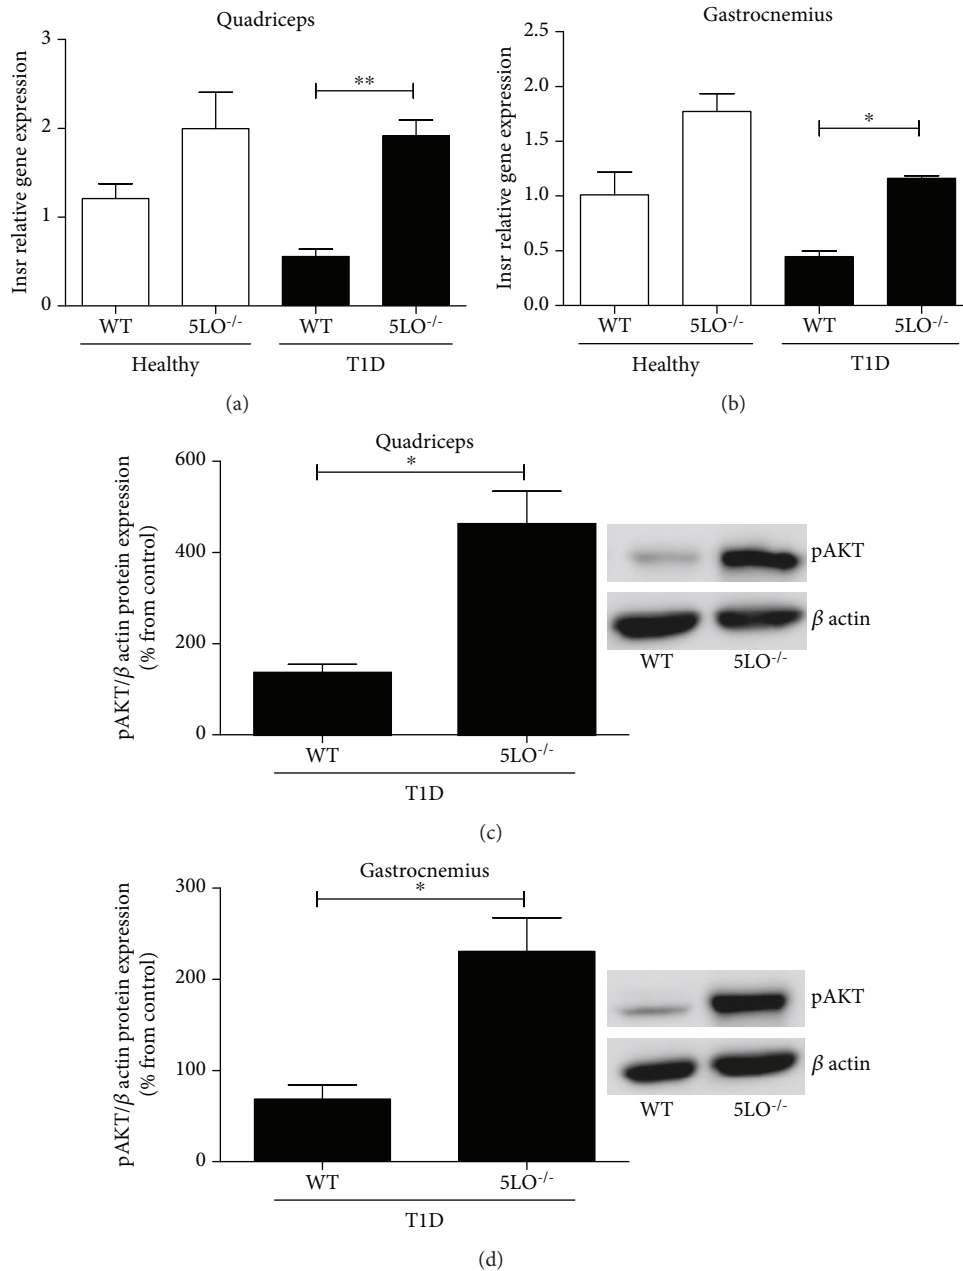 Quadriceps
Insr relative gene expression
3
2
1
0
**
WT
5LO-/-
WT
5LO-/-
Healthy
T1D
(a)
Gastrocnemius
Insr relative gene expression
2.5
2.0
1.5
1.0
0.5
0.0
*
WT
5LO-/-
WT
5LO-/-
Healthy
T1D
(b)
Quadriceps
pAKT/β actin protein expression
(% from control)
600
400
200
0
*
WT
5LO-/-
T1D
pAKT
β actin
WT
5LO-/-
(c)
Gastrocnemius
pAKT/β actin protein expression
(% from control)
300
200
100
0
*
WT
5LO-/-
T1D
pAKT
β actin
WT
5LO-/-
(d)